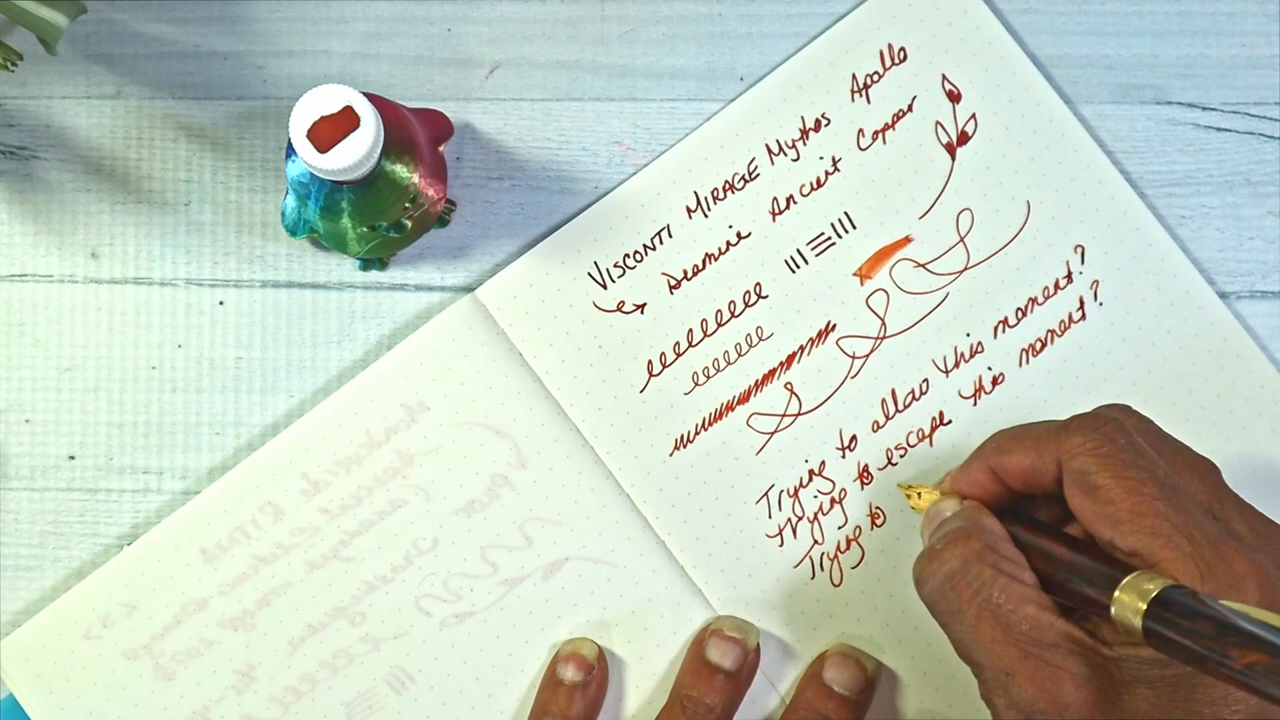 VISCONTI MIRAGE Mythos Apollo
Diamine Ancient Copper
Trying to allow this moment?
trying to escape this moment?
Trying to